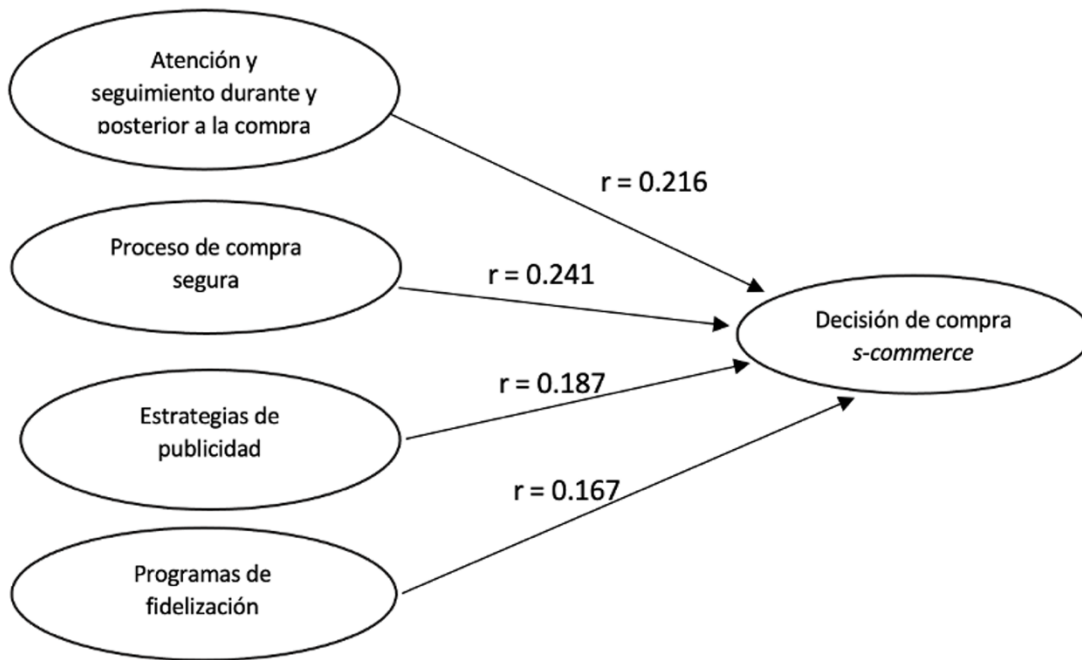 Atención y
seguimiento durante y
posterior a la compra
r = 0.216
Proceso de compra
segura
r = 0.241
Decisión de compra
s-commerce
Estrategias de
publicidad
r = 0.187
Programas de
fidelización
r = 0.167